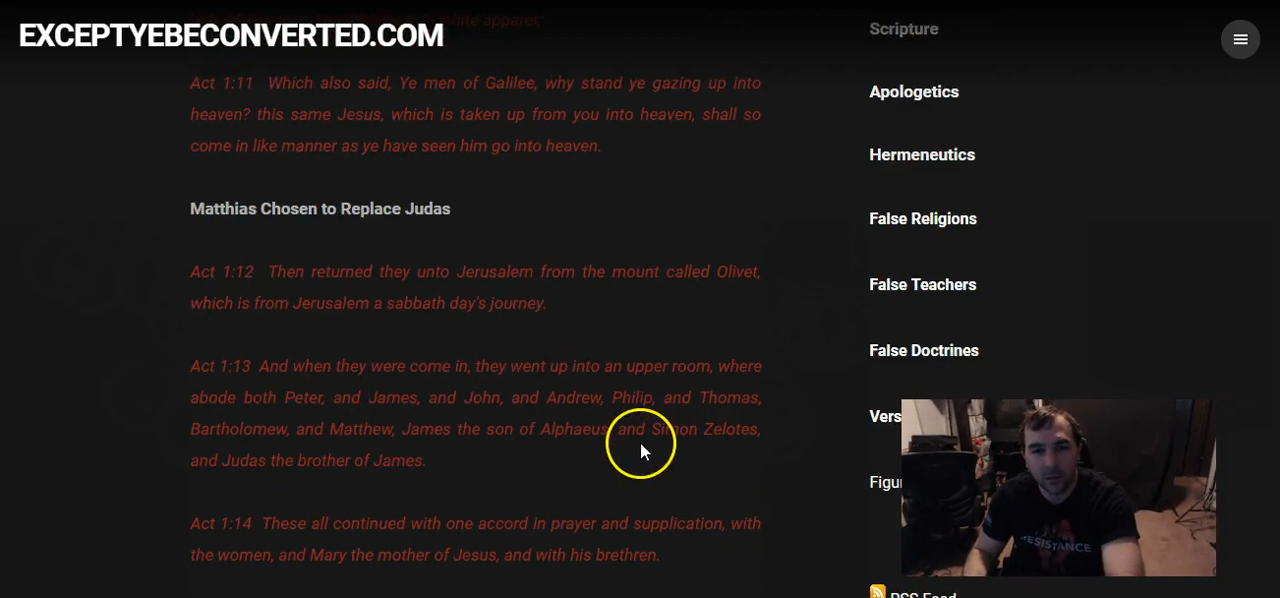 EXCEPTYEBECONVERTED.COM
Act 1:11 Which also said, Ye men of Galilee, why stand ye gazing up into
heaven? this same Jesus, which is taken up from you into heaven, shall so
come in like manner as ye have seen him go into heaven.
Matthias Chosen to Replace Judas
Act 1:12 Then returned they unto Jerusalem from the mount called Olivet,
which is from Jerusalem a sabbath day's journey.
Act 1:13 And when they were come in, they went up into an upper room, where
abode both Peter, and James, and John, and Andrew, Philip, and Thomas,
Bartholomew, and Matthew, James the son of Alphaeus, and Simon Zelotes,
and Judas the brother of James.
Act 1:14 These all continued with one accord in prayer and supplication, with
the women, and Mary the mother of Jesus, and with his brethren.
Scripture
Apologetics
Hermeneutics
False Religions
False Teachers
False Doctrines
Vers
Figu
RSS Feed
RESISTANCE